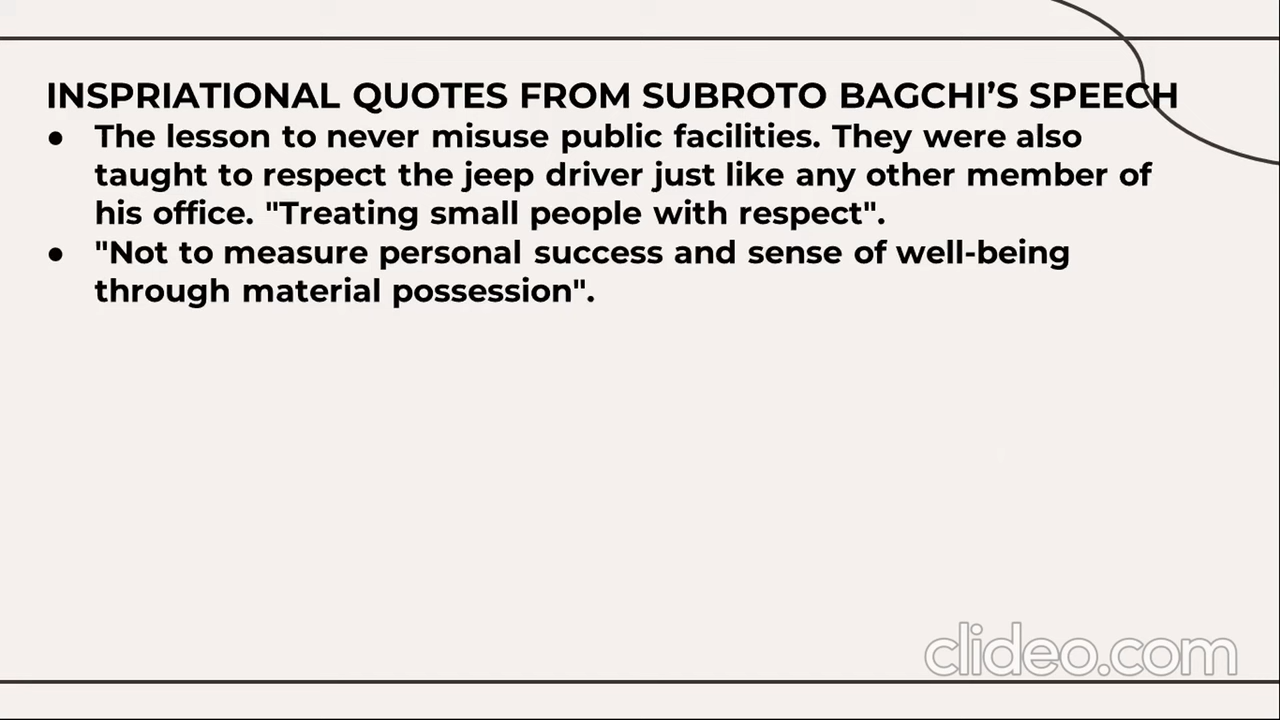 INSPRIATIONAL QUOTES FROM SUBROTO BAGCHI’S SPEECH
● The lesson to never misuse public facilities. They were also
taught to respect the jeep driver just like any other member of
his office. "Treating small people with respect".
● "Not to measure personal success and sense of well-being
through material possession".
clideo.com